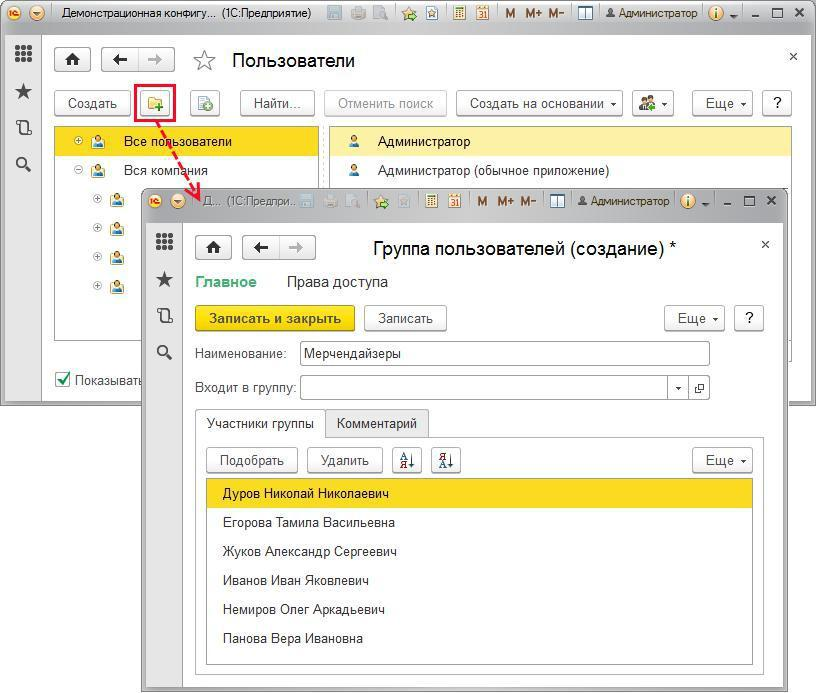 Демонстрационная конфигу... (1С:Предприятие) M M+ M- Администратор
Пользователи
Создать Найти... Отменить поиск Создать на основании Еще ?
Все пользователи Администратор
Вся компания Администратор (обычное приложение)
Д... (1С:Предпри... M M+ M- Администратор
Группа пользователей (создание) *
Главное Права доступа
Записать и закрыть Записать Еще ?
Наименование: Мерчендайзеры
Входит в группу:
Показывать
Участники группы Комментарий
Подобрать Удалить Еще
Дуров Николай Николаевич
Егорова Тамила Васильевна
Жуков Александр Сергеевич
Иванов Иван Яковлевич
Немиров Олег Аркадьевич
Панова Вера Ивановна